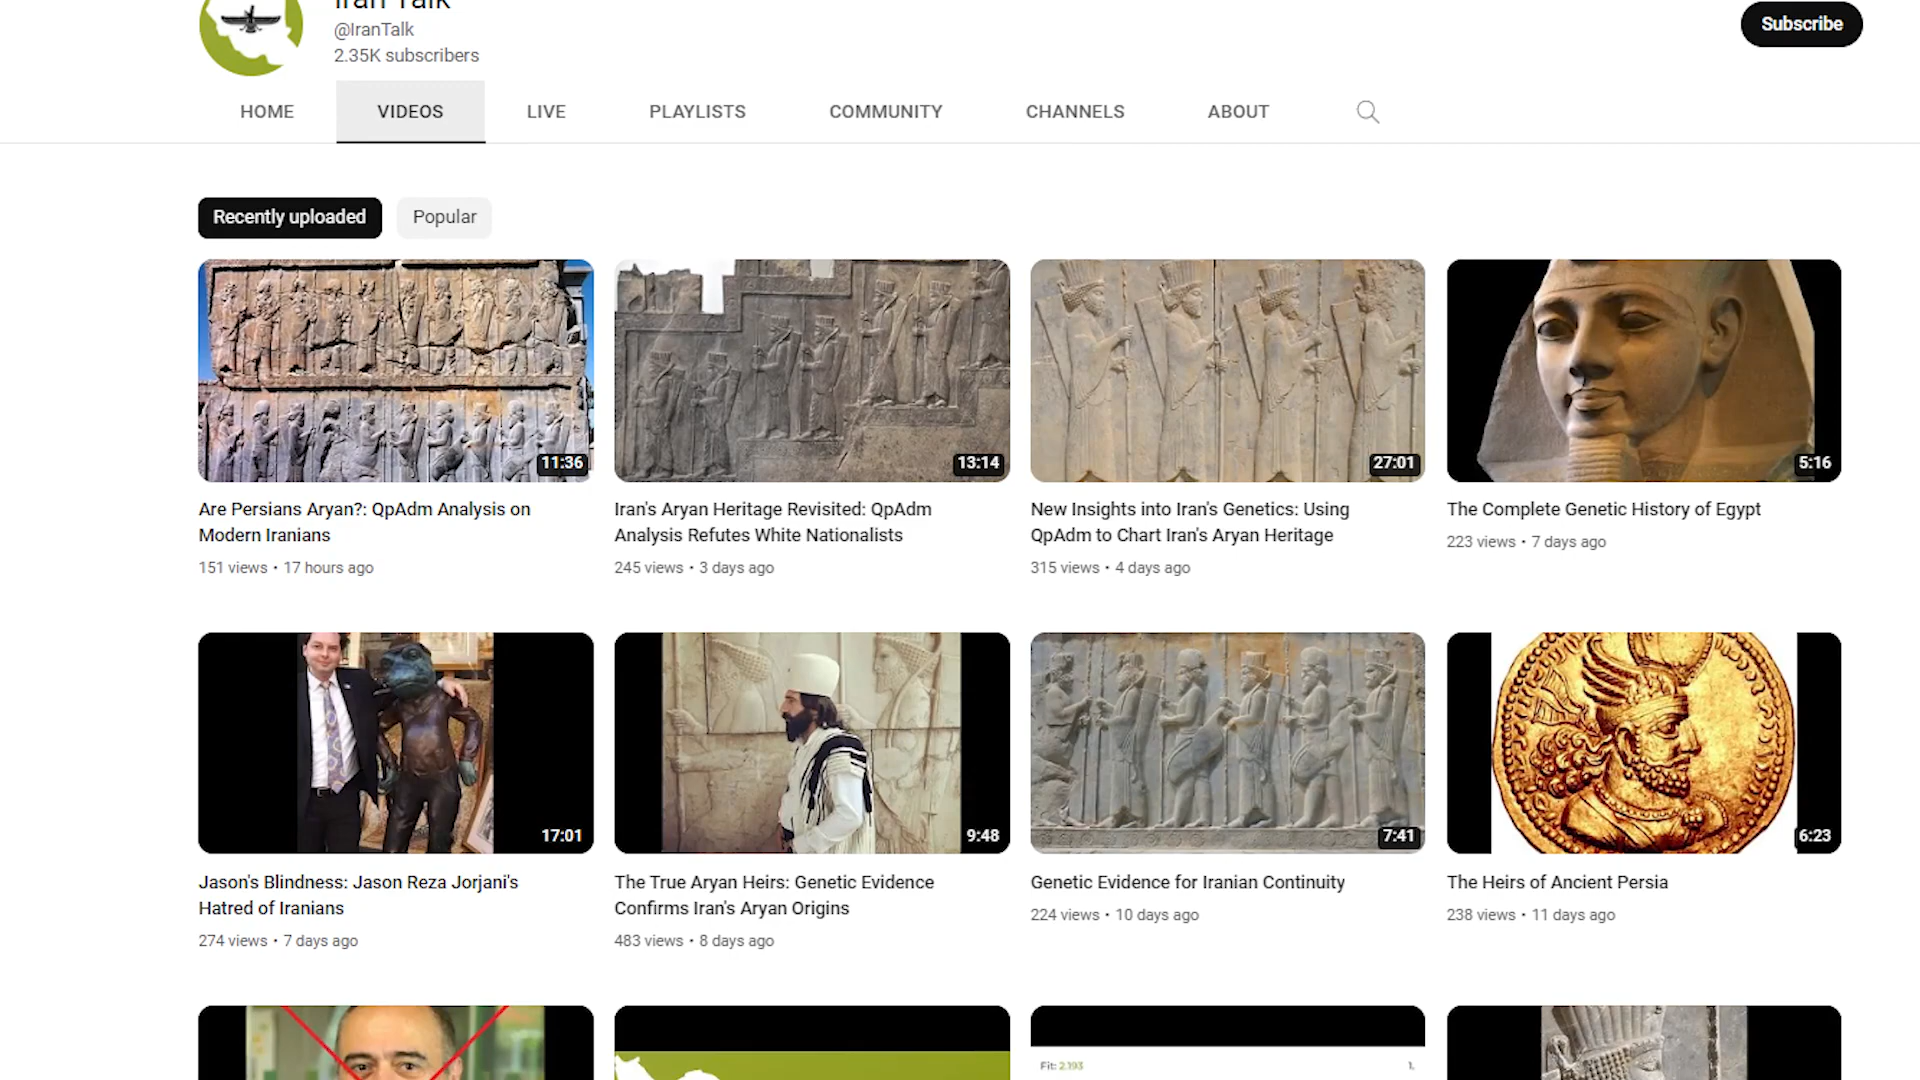 Iran Talk
@IranTalk
2.35K subscribers
Subscribe
HOME VIDEOS LIVE PLAYLISTS COMMUNITY CHANNELS ABOUT
Recently uploaded Popular
11:36 13:14 27:01 5:16
Are Persians Aryan?: QpAdm Analysis on
Modern Iranians
151 views • 17 hours ago
Iran's Aryan Heritage Revisited: QpAdm
Analysis Refutes White Nationalists
245 views • 3 days ago
New Insights into Iran's Genetics: Using
QpAdm to Chart Iran's Aryan Heritage
315 views • 4 days ago
The Complete Genetic History of Egypt
223 views • 7 days ago
17:01 9:48 7:41 6:23
Jason's Blindness: Jason Reza Jorjani's
Hatred of Iranians
274 views • 7 days ago
The True Aryan Heirs: Genetic Evidence
Confirms Iran's Aryan Origins
483 views • 8 days ago
Genetic Evidence for Iranian Continuity
224 views • 10 days ago
The Heirs of Ancient Persia
238 views • 11 days ago
Fit: 2.193 1.